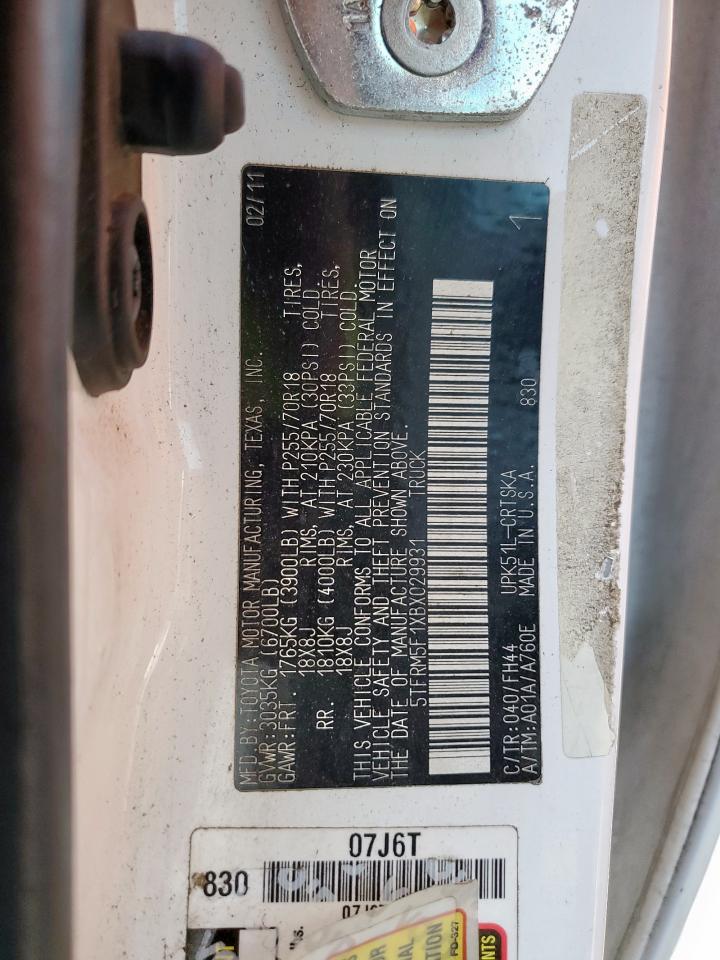 MFD BY:TOYOTA MOTOR MANUFACTURING, TEXAS, INC. 02/11
GVWR:3035KG (6700LB)
GAWR:FRT. 1765KG (3900LB) WITH P255/70R18 TIRES,
18X8J RIMS, AT 210KPA (30PSI) COLD
RR. 1810KG (4000LB) WITH P255/70R18 TIRES,
18X8J RIMS, AT 230KPA (33PSI) COLD.
THIS VEHICLE CONFORMS TO ALL APPLICABLE FEDERAL MOTOR
VEHICLE SAFETY AND THEFT PREVENTION STANDARDS IN EFFECT ON
THE DATE OF MANUFACTURE SHOWN ABOVE.
5TFRM5F1XBX029931 TRUCK
C/TR:040/FH44 UPK51L-CRTSKA 830 1
A/TM:A01A/A760E MADE IN U.S.A.
07J6T
830
FD-327